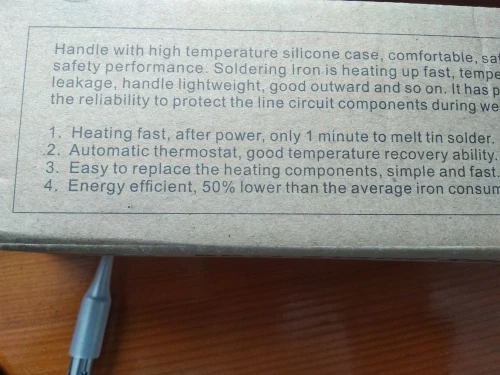 Handle with high temperature silicone case, comfortable,
safety performance. Soldering Iron is heating up fast,
leakage, handle lightweight, good outward and so on. It has
the reliability to protect the line circuit components during
1. Heating fast, after power, only 1 minute to melt tin solder.
2. Automatic thermostat, good temperature recovery ability.
3. Easy to replace the heating components, simple and fast.
4. Energy efficient, 50% lower than the average iron